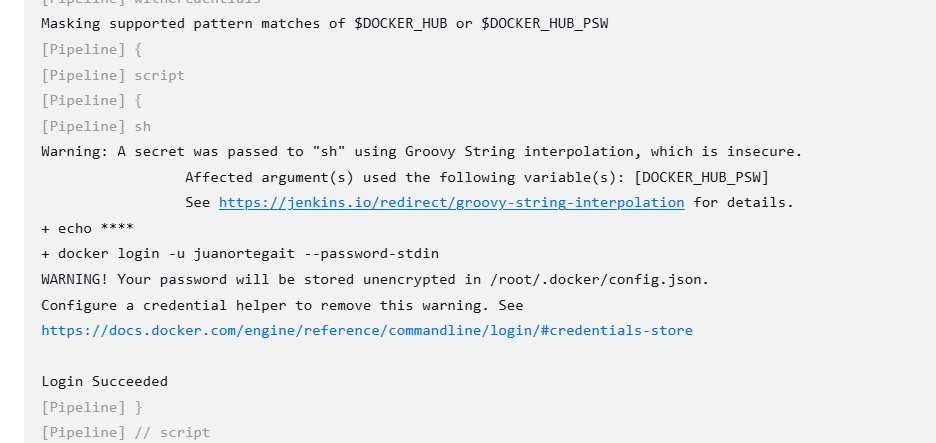 [Pipeline] withCredentials
Masking supported pattern matches of $DOCKER_HUB or $DOCKER_HUB_PSW
[Pipeline] {
[Pipeline] script
[Pipeline] {
[Pipeline] sh
Warning: A secret was passed to "sh" using Groovy String interpolation, which is insecure.
Affected argument(s) used the following variable(s): [DOCKER_HUB_PSW]
See https://jenkins.io/redirect/groovy-string-interpolation for details.
+ echo ****
+ docker login -u juanortegait --password-stdin
WARNING! Your password will be stored unencrypted in /root/.docker/config.json.
Configure a credential helper to remove this warning. See
https://docs.docker.com/engine/reference/commandline/login/#credentials-store
Login Succeeded
[Pipeline] }
[Pipeline] // script